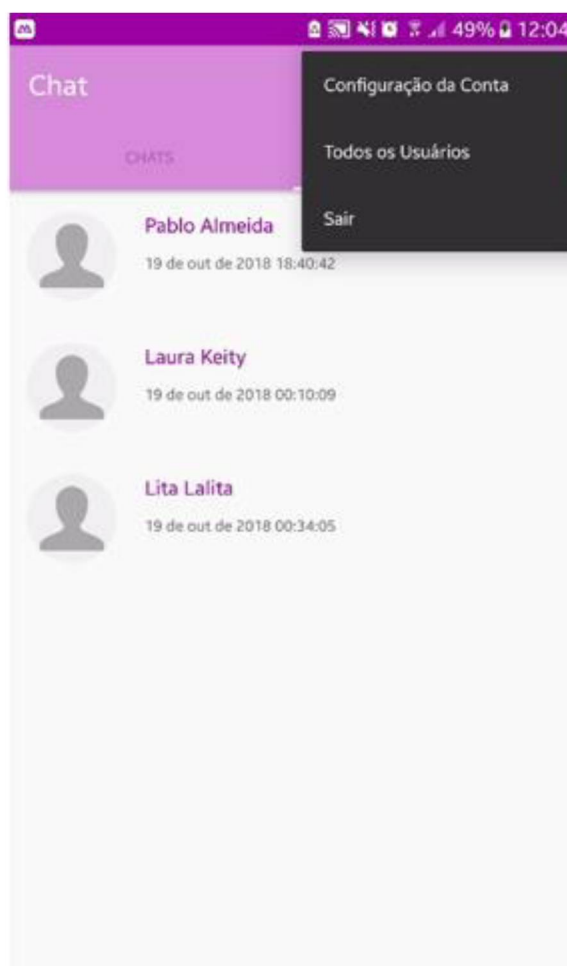 49% 12:04
Chat
Configuração da Conta
CHATS
Todos os Usuários
Sair
Pablo Almeida
19 de out de 2018 18:40:42
Laura Keity
19 de out de 2018 00:10:09
Lita Lalita
19 de out de 2018 00:34:05